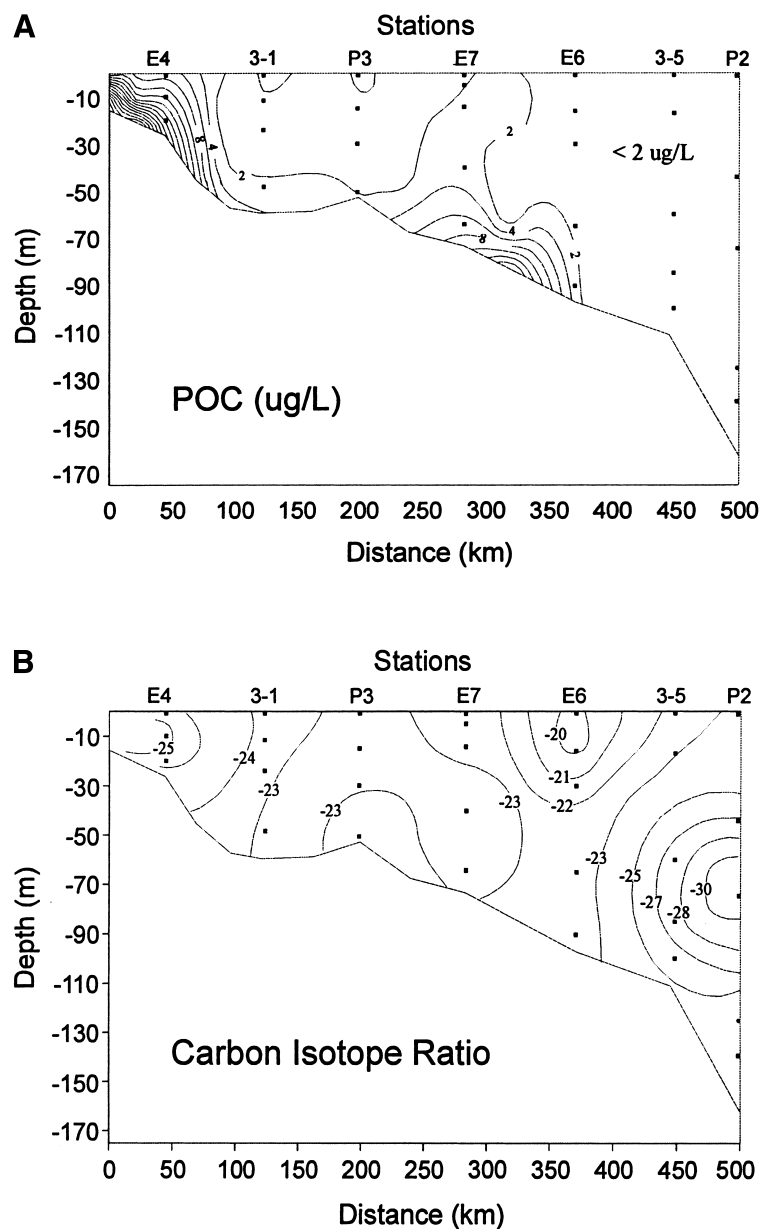 A
Stations
E4 3-1 P3 E7 E6 3-5 P2
-10
-30
-50
-70
-90
-110
-130
-150
-170
Depth (m)
8
4
2
2
< 2 ug/L
4
8
2
POC (ug/L)
0 50 100 150 200 250 300 350 400 450 500
Distance (km)
B
Stations
E4 3-1 P3 E7 E6 3-5 P2
-10
-30
-50
-70
-90
-110
-130
-150
-170
Depth (m)
-25
-24
-23
-23
-23
-20
-21
-22
-23
-25
-27
-28
-30
Carbon Isotope Ratio
0 50 100 150 200 250 300 350 400 450 500
Distance (km)